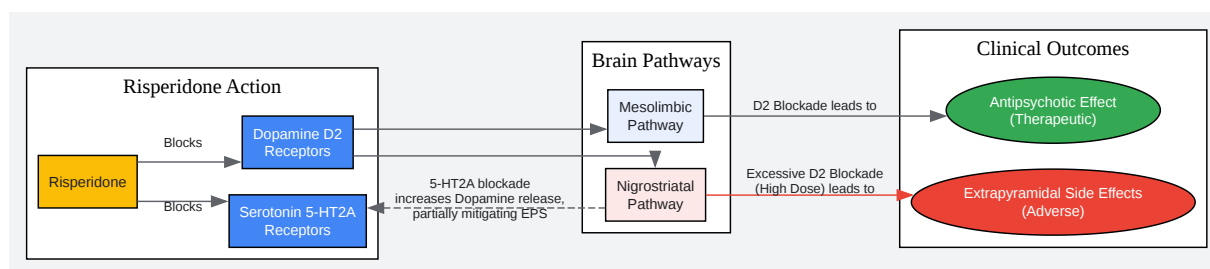 Risperidone Action
Risperidone
Blocks
Blocks
Dopamine D2
Receptors
Serotonin 5-HT2A
Receptors
5-HT2A blockade
increases Dopamine release,
partially mitigating EPS
Brain Pathways
Mesolimbic
Pathway
Nigrostriatal
Pathway
D2 Blockade leads to
Excessive D2 Blockade
(High Dose) leads to
Clinical Outcomes
Antipsychotic Effect
(Therapeutic)
Extrapyramidal Side Effects
(Adverse)